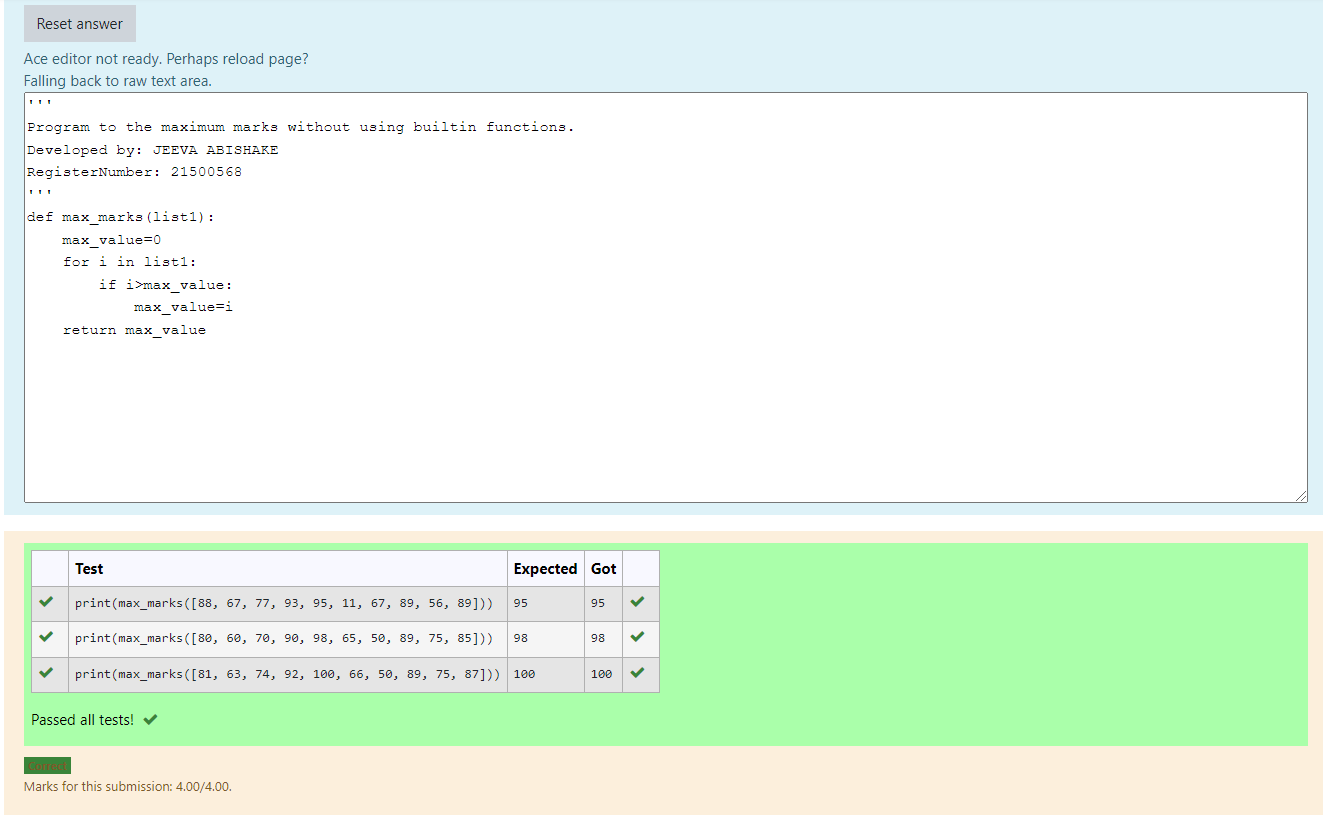 Reset answer
Ace editor not ready. Perhaps reload page?
Falling back to raw text area.
'''
Program to the maximum marks without using builtin functions.
Developed by: JEEVA ABISHAKE
RegisterNumber: 21500568
'''
def max_marks(list1):
    max_value=0
    for i in list1:
        if i>max_value:
            max_value=i
    return max_value
Test Expected Got
print(max_marks([88, 67, 77, 93, 95, 11, 67, 89, 56, 89])) 95 95
print(max_marks([80, 60, 70, 90, 98, 65, 50, 89, 75, 85])) 98 98
print(max_marks([81, 63, 74, 92, 100, 66, 50, 89, 75, 87])) 100 100
Passed all tests!
Correct
Marks for this submission: 4.00/4.00.